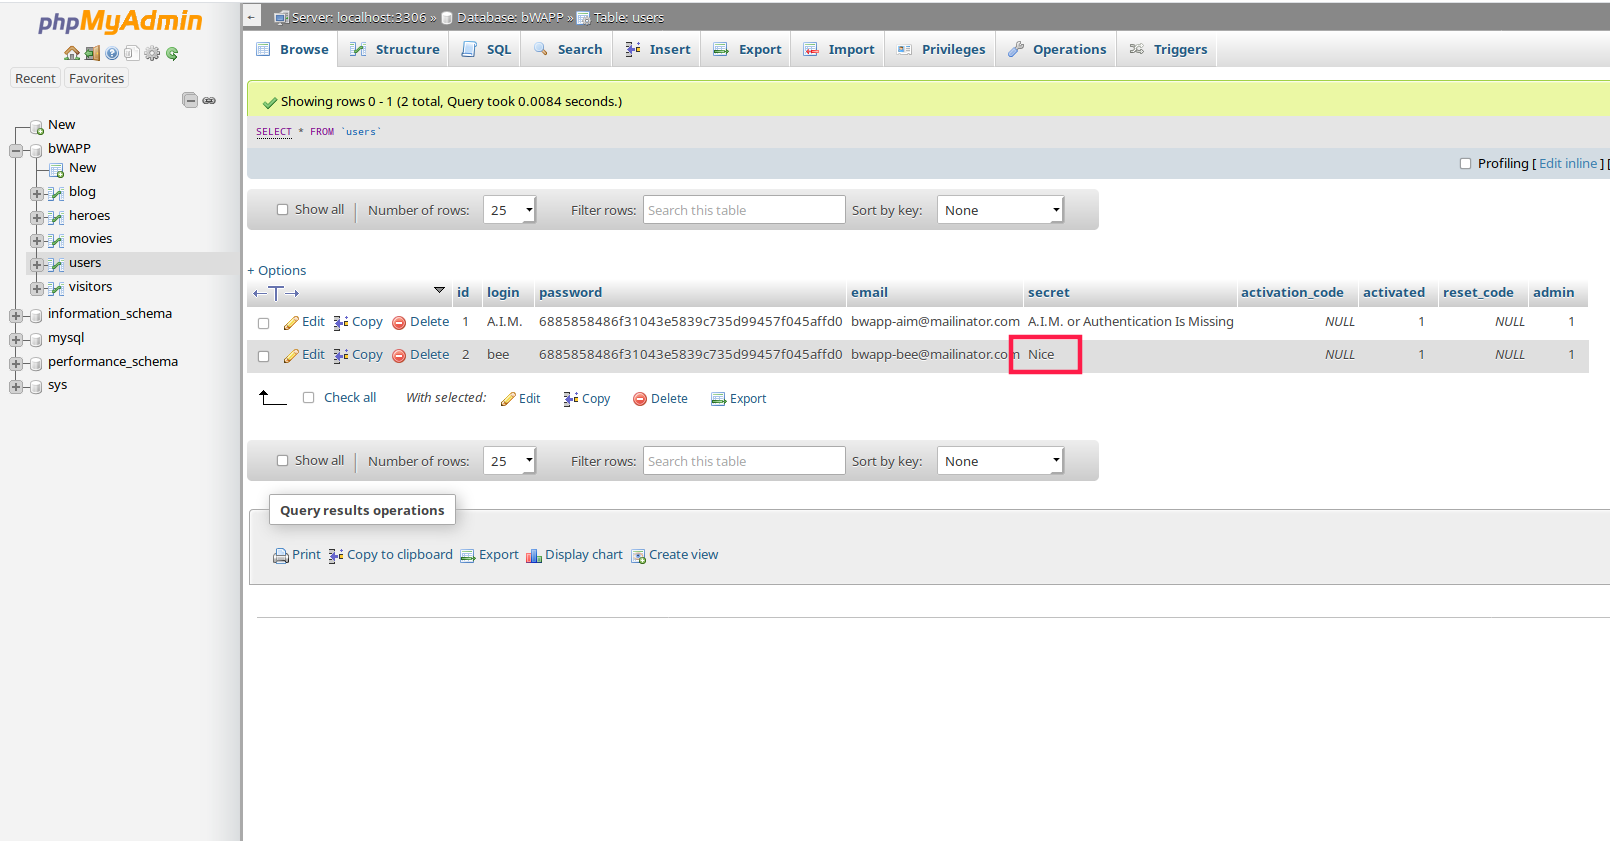 phpMyAdmin
Recent Favorites
New
bWAPP
New
blog
heroes
movies
users
visitors
information_schema
mysql
performance_schema
sys
Server: localhost:3306 » Database: bWAPP » Table: users
Browse Structure SQL Search Insert Export Import Privileges Operations Triggers
Showing rows 0 - 1 (2 total, Query took 0.0084 seconds.)
SELECT * FROM `users`
Profiling [ Edit inline ] [
Show all Number of rows: 25 Filter rows: Search this table Sort by key: None
+ Options
←T→ id login password email secret activation_code activated reset_code admin
Edit Copy Delete 1 A.I.M. 6885858486f31043e5839c735d99457f045affd0 bwapp-aim@mailinator.com A.I.M. or Authentication Is Missing NULL 1 NULL 1
Edit Copy Delete 2 bee 6885858486f31043e5839c735d99457f045affd0 bwapp-bee@mailinator.com Nice NULL 1 NULL 1
Check all With selected: Edit Copy Delete Export
Show all Number of rows: 25 Filter rows: Search this table Sort by key: None
Query results operations
Print Copy to clipboard Export Display chart Create view